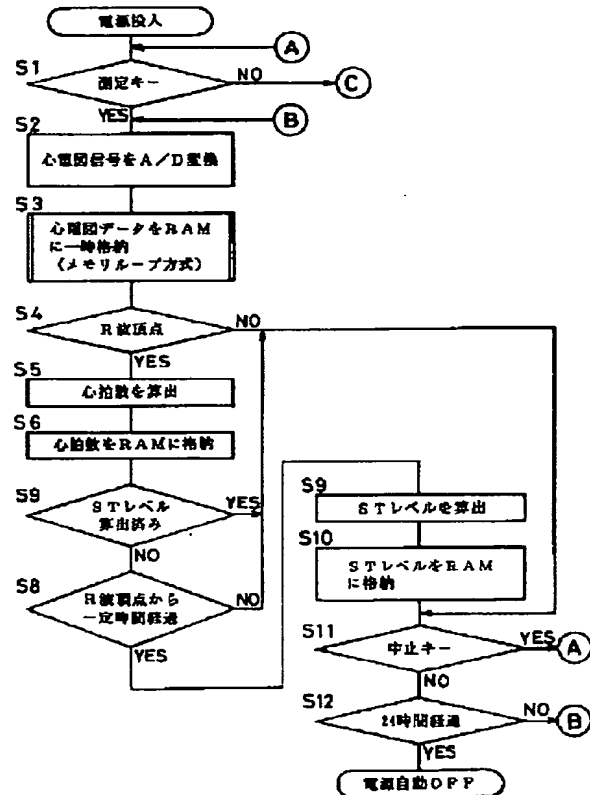 電源投入
A
S1
測定キー
NO
C
YES
B
S2
心電図信号をA/D変換
S3
心電図データをRAM
に一時格納
(メモリループ方式)
S4
R波頂点
NO
YES
S5
心拍数を算出
S6
心拍数をRAMに格納
S9
STレベル
算出済み
YES
NO
S8
R波頂点から
一定時間経過
NO
YES
S9
STレベルを算出
S10
STレベルをRAM
に格納
S11
中止キー
YES
A
NO
S12
24時間経過
NO
B
YES
電源自動OFF